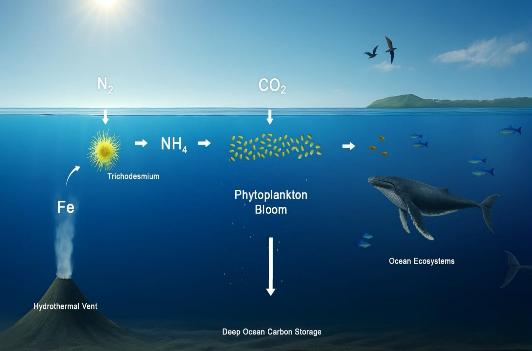 N₂
CO₂
NH₄
Trichodesmium
Fe
Phytoplankton
Bloom
Ocean Ecosystems
Hydrothermal Vent
Deep Ocean Carbon Storage